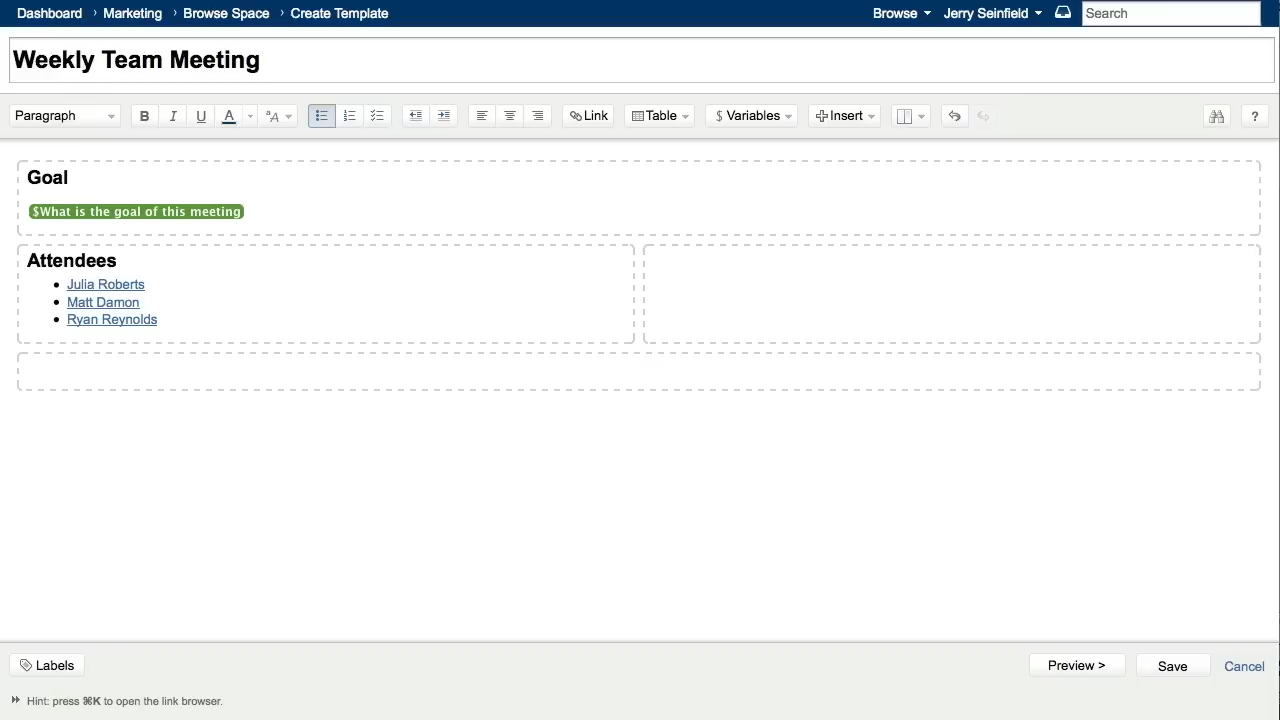 Dashboard › Marketing › Browse Space › Create Template Browse Jerry Seinfield Search
Weekly Team Meeting
Paragraph B I U A A Link Table $ Variables Insert ?
Goal
$What is the goal of this meeting
Attendees
• Julia Roberts
• Matt Damon
• Ryan Reynolds
Labels Preview > Save Cancel
Hint: press ⌘K to open the link browser.